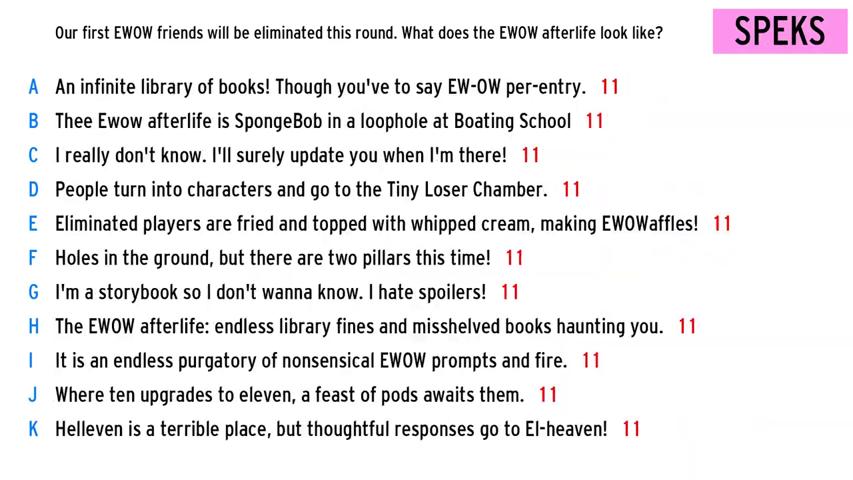 Our first EWOW friends will be eliminated this round. What does the EWOW afterlife look like?
SPEKS
A An infinite library of books! Though you've to say EW-OW per-entry. 11
B Thee Ewow afterlife is SpongeBob in a loophole at Boating School 11
C I really don't know. I'll surely update you when I'm there! 11
D People turn into characters and go to the Tiny Loser Chamber. 11
E Eliminated players are fried and topped with whipped cream, making EWOWaffles! 11
F Holes in the ground, but there are two pillars this time! 11
G I'm a storybook so I don't wanna know. I hate spoilers! 11
H The EWOW afterlife: endless library fines and misshelved books haunting you. 11
I It is an endless purgatory of nonsensical EWOW prompts and fire. 11
J Where ten upgrades to eleven, a feast of pods awaits them. 11
K Helleven is a terrible place, but thoughtful responses go to El-heaven! 11